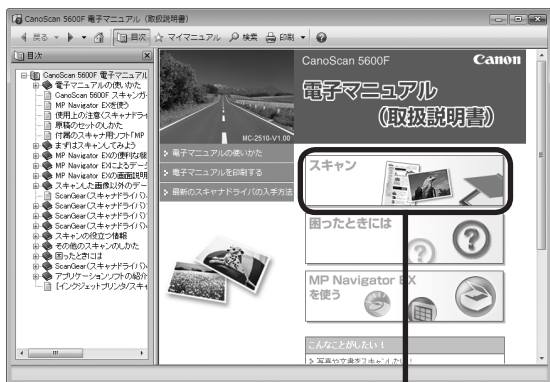 CanoScan 5600F 電子マニュアル（取扱説明書）
戻る
目次
マイマニュアル
検索
印刷
目次
CanoScan 5600F 電子マニュアル
電子マニュアルの使いかた
CanoScan 5600F スキャンガ
MP Navigator EXを使う
使用上の注意(スキャナドライ
原稿のセットのしかた
付属のスキャナ用ソフト「MP
まずはスキャンしてみよう
MP Navigator EXの便利な機
MP Navigator EXによるデー
MP Navigator EXの画面説明
スキャンした画像以外のデー
ScanGear(スキャナドライバ)
ScanGear(スキャナドライバ)
ScanGear(スキャナドライバ)
スキャンの役立つ情報
その他のスキャンのしかた
困ったときには
ScanGear(スキャナドライバ)
アプリケーションソフトの紹介
[インクジェットプリンタ/スキャ
MC-2510-V1.00
電子マニュアルの使いかた
電子マニュアルを印刷する
最新のスキャナドライバの入手方法
CanoScan 5600F
Canon
電子マニュアル
（取扱説明書）
スキャン
困ったときには
MP Navigator EX
を使う
こんなことがしたい！
写真や文書をスキャンしたい！